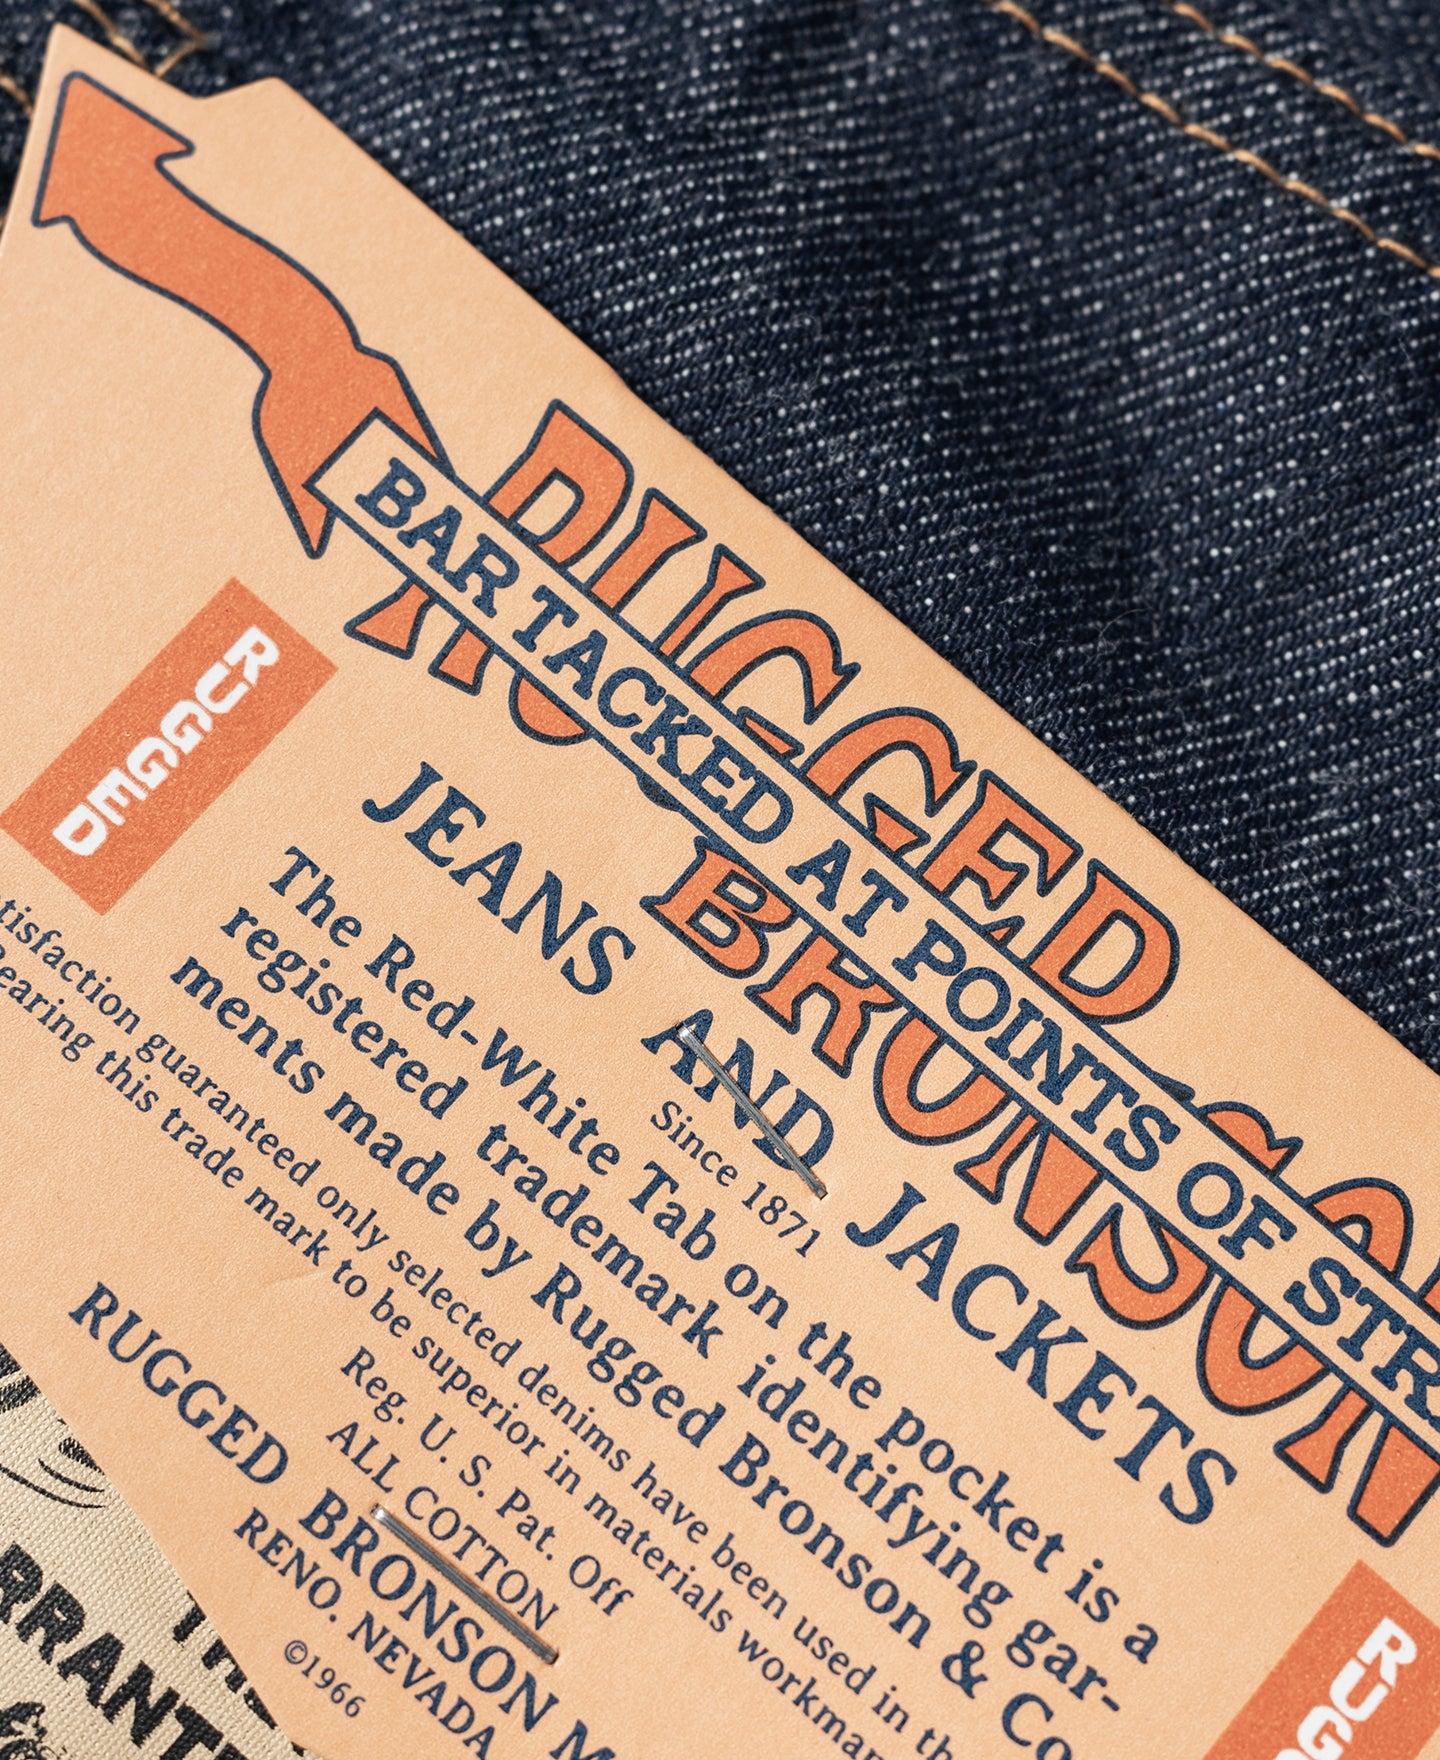 RUGGED
BRONSON
BAR TACKED AT POINTS OF STR
RUGGED
JEANS AND JACKETS
Since 1871
The Red-white Tab on the pocket is a
registered trademark identifying gar-
ments made by Rugged Bronson & Co
tisfaction guaranteed only selected denims have been used in th
earing this trade mark to be superior in materials workman
Reg. U. S. Pat. Off
ALL COTTON
RUGGED BRONSON M
RENO. NEVADA
©1966
RUG
RRANT